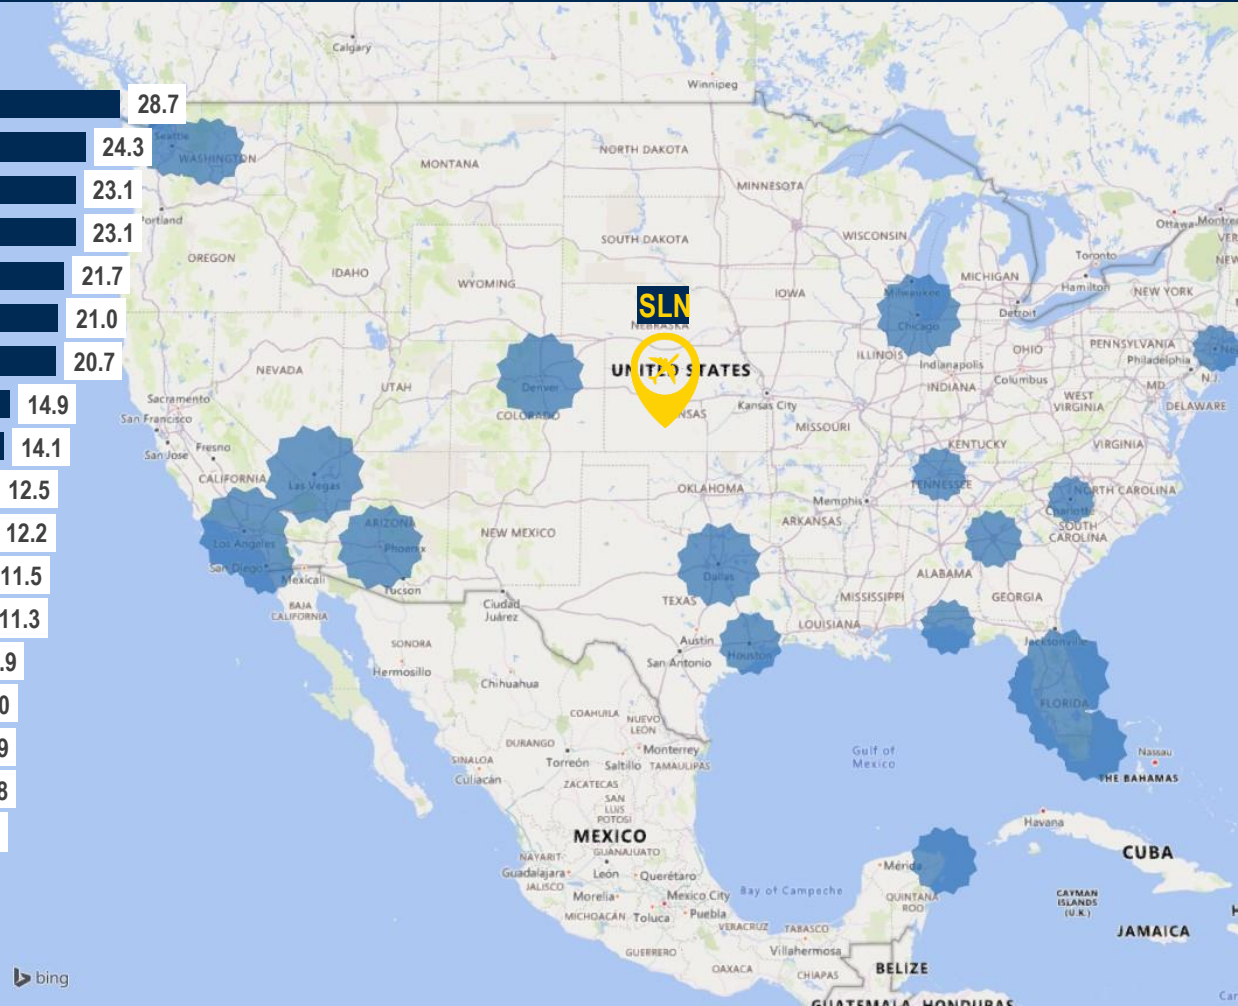 Calgary
Winnipeg
28.7
24.3
23.1
23.1
21.7
21.0
20.7
14.9
14.1
12.5
12.2
11.5
11.3
.9
0
9
8
Seattle
WASHINGTON
MONTANA
NORTH DAKOTA
MINNESOTA
Ottawa
Portland
OREGON
IDAHO
SOUTH DAKOTA
WISCONSIN
Toronto
WYOMING
MICHIGAN
Hamilton
NEW YORK
SLN
NEBRASKA
IOWA
Milwaukee
Chicago
Detroit
NEVADA
UTAH
UNITED STATES
ILLINOIS
Indianapolis
OHIO
PENNSYLVANIA
Philadelphia
N.J.
Denver
COLORADO
Kansas City
INDIANA
Columbus
MD
Sacramento
San Francisco
WEST
VIRGINIA
DELAWARE
San Jose
Fresno
MISSOURI
KENTUCKY
VIRGINIA
CALIFORNIA
Las Vegas
OKLAHOMA
Memphis
TENNESSEE
NORTH CAROLINA
Charlotte
ARIZONA
Phoenix
NEW MEXICO
ARKANSAS
SOUTH
CAROLINA
Los Angeles
San Diego
Mexicali
Tucson
Dallas
ALABAMA
BAJA
CALIFORNIA
Ciudad
Juárez
TEXAS
MISSISSIPPI
GEORGIA
LOUISIANA
SONORA
Hermosillo
Austin
San Antonio
Houston
Jacksonville
Chihuahua
FLORIDA
COAHUILA
NUEVO
LEÓN
DURANGO
Monterrey
Gulf of
Mexico
Nassau
SINALOA
Culiacán
Torreón
Saltillo
TAMAULIPAS
THE BAHAMAS
ZACATECAS
SAN
LUIS
POTOSÍ
MEXICO
Havana
CUBA
NAYARIT
GUANAJUATO
Guadalajara
León
Querétaro
Mérida
JALISCO
Morelia
Mexico City
Bay of Campeche
QUINTANA
ROO
CAYMAN
ISLANDS
(U.K.)
MICHOACÁN
Toluca
Puebla
VERACRUZ
TABASCO
JAMAICA
GUERRERO
Villahermosa
OAXACA
CHIAPAS
BELIZE
bing
GUATEMALA
HONDURAS